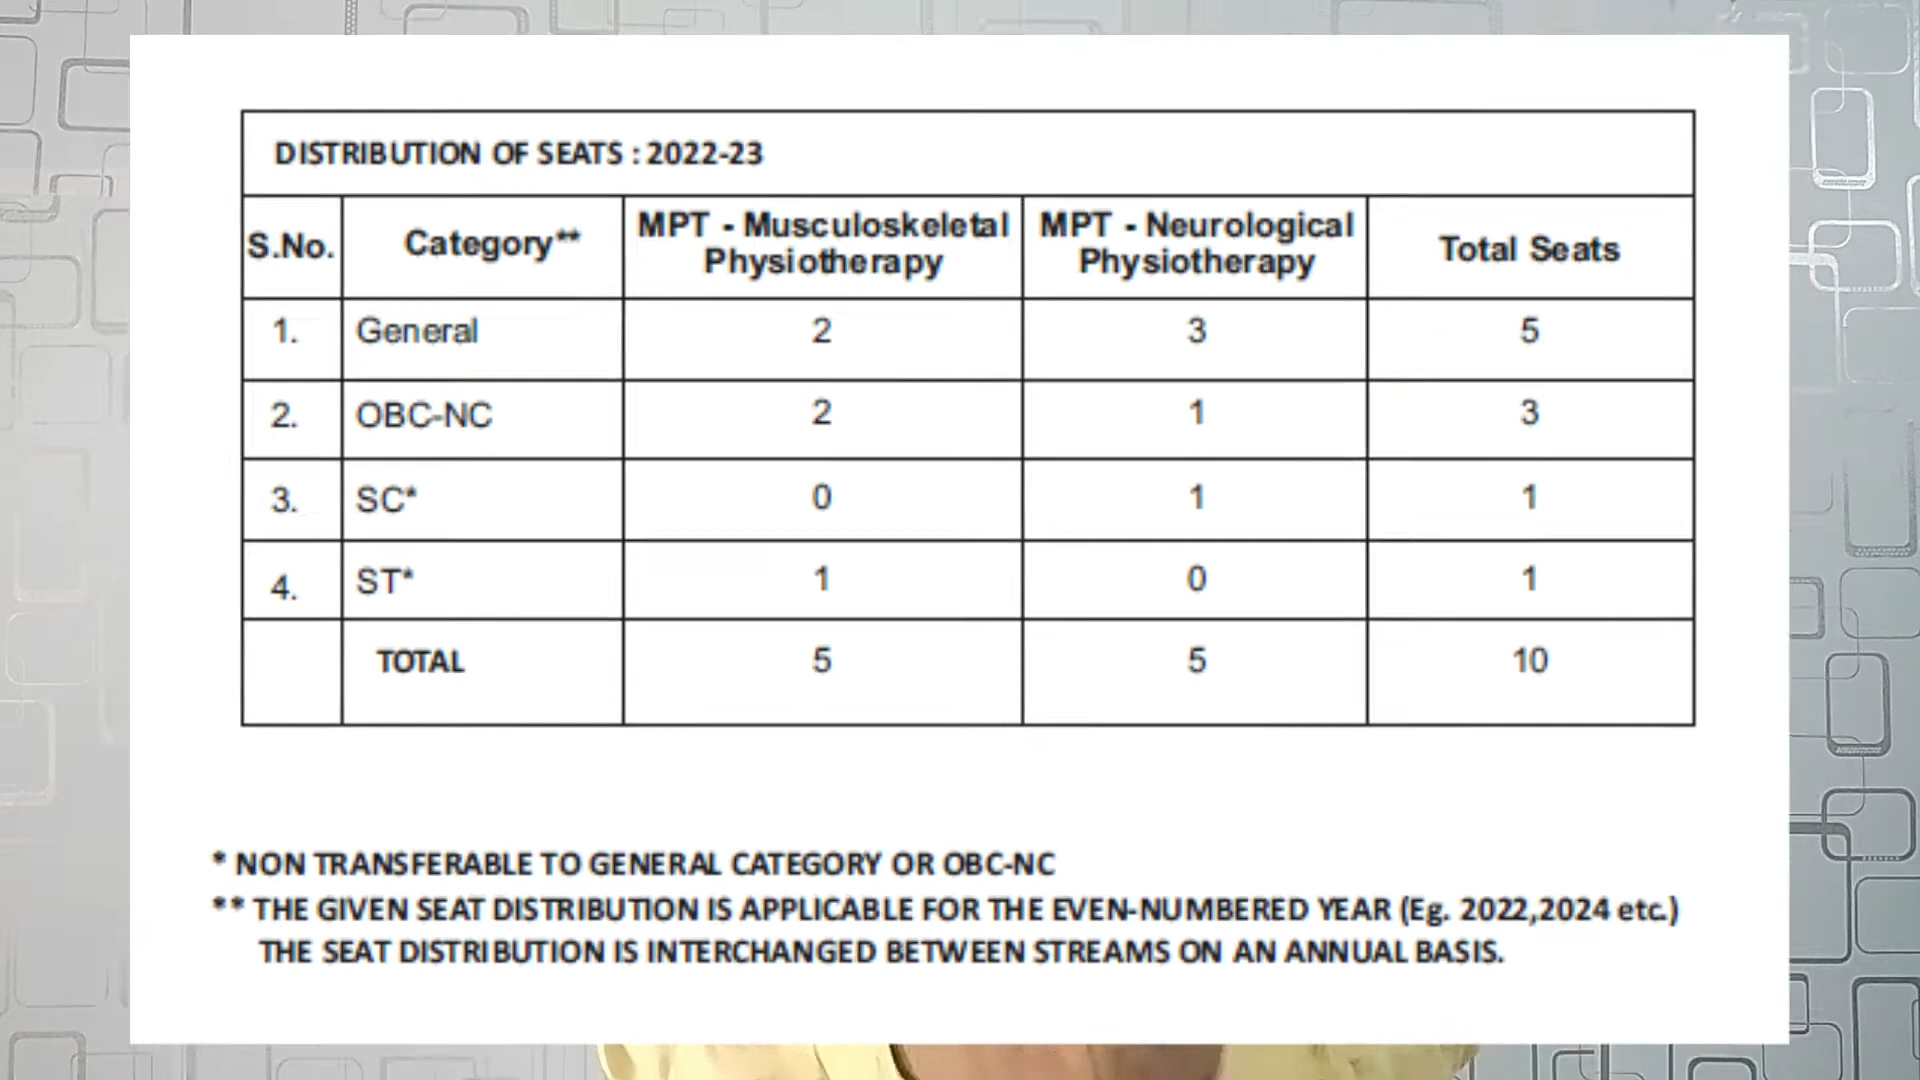 DISTRIBUTION OF SEATS : 2022-23
S.No. Category** MPT - Musculoskeletal Physiotherapy MPT - Neurological Physiotherapy Total Seats
1. General 2 3 5
2. OBC-NC 2 1 3
3. SC* 0 1 1
4. ST* 1 0 1
TOTAL 5 5 10
* NON TRANSFERABLE TO GENERAL CATEGORY OR OBC-NC
** THE GIVEN SEAT DISTRIBUTION IS APPLICABLE FOR THE EVEN-NUMBERED YEAR (Eg. 2022,2024 etc.)
THE SEAT DISTRIBUTION IS INTERCHANGED BETWEEN STREAMS ON AN ANNUAL BASIS.